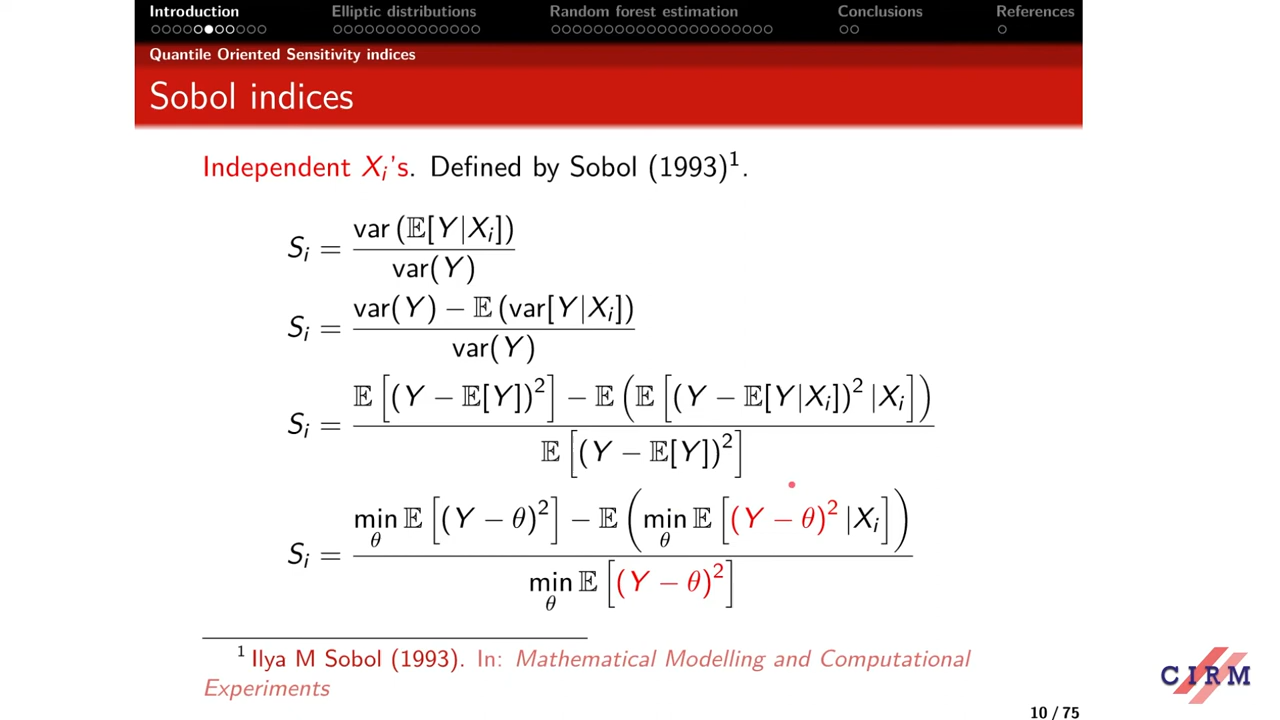 Introduction Elliptic distributions Random forest estimation Conclusions References
Quantile Oriented Sensitivity indices
Sobol indices
Independent Xᵢ's. Defined by Sobol (1993)¹.
Sᵢ = var (𝔼[Y|Xᵢ]) / var(Y)
Sᵢ = (var(Y) − 𝔼 (var[Y|Xᵢ])) / var(Y)
Sᵢ = (𝔼 [(Y − 𝔼[Y])²] − 𝔼 (𝔼 [(Y − 𝔼[Y|Xᵢ])² |Xᵢ])) / 𝔼 [(Y − 𝔼[Y])²]
Sᵢ = (min_θ 𝔼 [(Y − θ)²] − 𝔼 (min_θ 𝔼 [(Y − θ)² |Xᵢ])) / min_θ 𝔼 [(Y − θ)²]
¹ Ilya M Sobol (1993). In: Mathematical Modelling and Computational
Experiments
CIRM
10 / 75